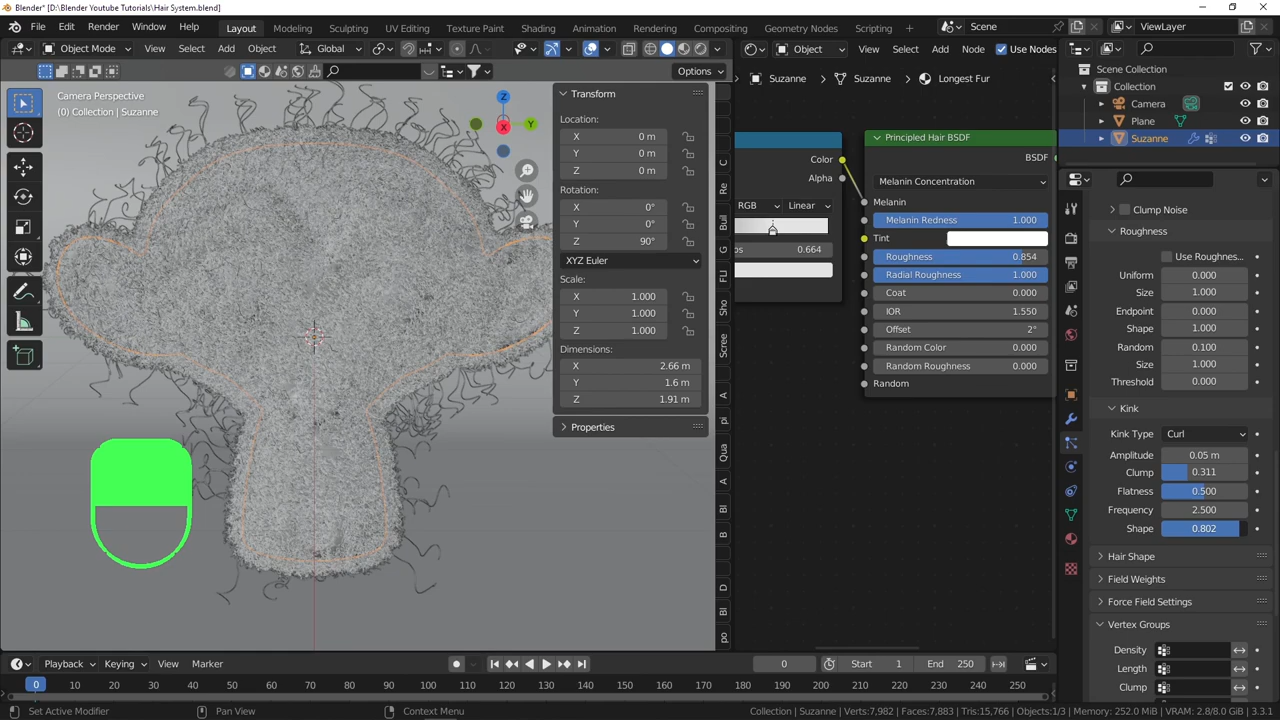 Blender* [D:\Blender Youtube Tutorials\Hair System.blend]
File Edit Render Window Help Layout Modeling Sculpting UV Editing Texture Paint Shading Animation Rendering Compositing Geometry Nodes Scripting Scene ViewLayer
Object Mode View Select Add Object Global Object View Select Add Node Use Nodes
Options Suzanne Suzanne Longest Fur
Camera Perspective
(0) Collection | Suzanne
Transform
Location:
X 0 m
Y 0 m
Z 0 m
Rotation:
X 0°
Y 0°
Z 90°
XYZ Euler
Scale:
X 1.000
Y 1.000
Z 1.000
Dimensions:
X 2.66 m
Y 1.6 m
Z 1.91 m
Properties
Z
Y
X
C
Re
Buil
G
FLI
Sho
Scree
A
pi
Qua
A
Bl
B
D
Bl
po
Color
Alpha
RGB Linear
os 0.664
Principled Hair BSDF
BSDF
Melanin Concentration
Melanin
Melanin Redness 1.000
Tint
Roughness 0.854
Radial Roughness 1.000
Coat 0.000
IOR 1.550
Offset 2°
Random Color 0.000
Random Roughness 0.000
Random
Scene Collection
Collection
Camera
Plane
Suzanne
Clump Noise
Roughness
Use Roughnes...
Uniform 0.000
Size 1.000
Endpoint 0.000
Shape 1.000
Random 0.100
Size 1.000
Threshold 0.000
Kink
Kink Type Curl
Amplitude 0.05 m
Clump 0.311
Flatness 0.500
Frequency 2.500
Shape 0.802
Hair Shape
Field Weights
Force Field Settings
Vertex Groups
Density
Length
Clump
Playback Keying View Marker 0 Start 1 End 250
0 10 20 30 40 50 60 70 80 90 100 110 120 130 140 150 160 170 180 190 200 210 220 230 240 250
Set Active Modifier Pan View Context Menu Collection | Suzanne | Verts:7,982 | Faces:7,883 | Tris:15,766 | Objects:1/3 | Memory: 252.0 MiB | VRAM: 2.8/8.0 GiB | 3.3.1